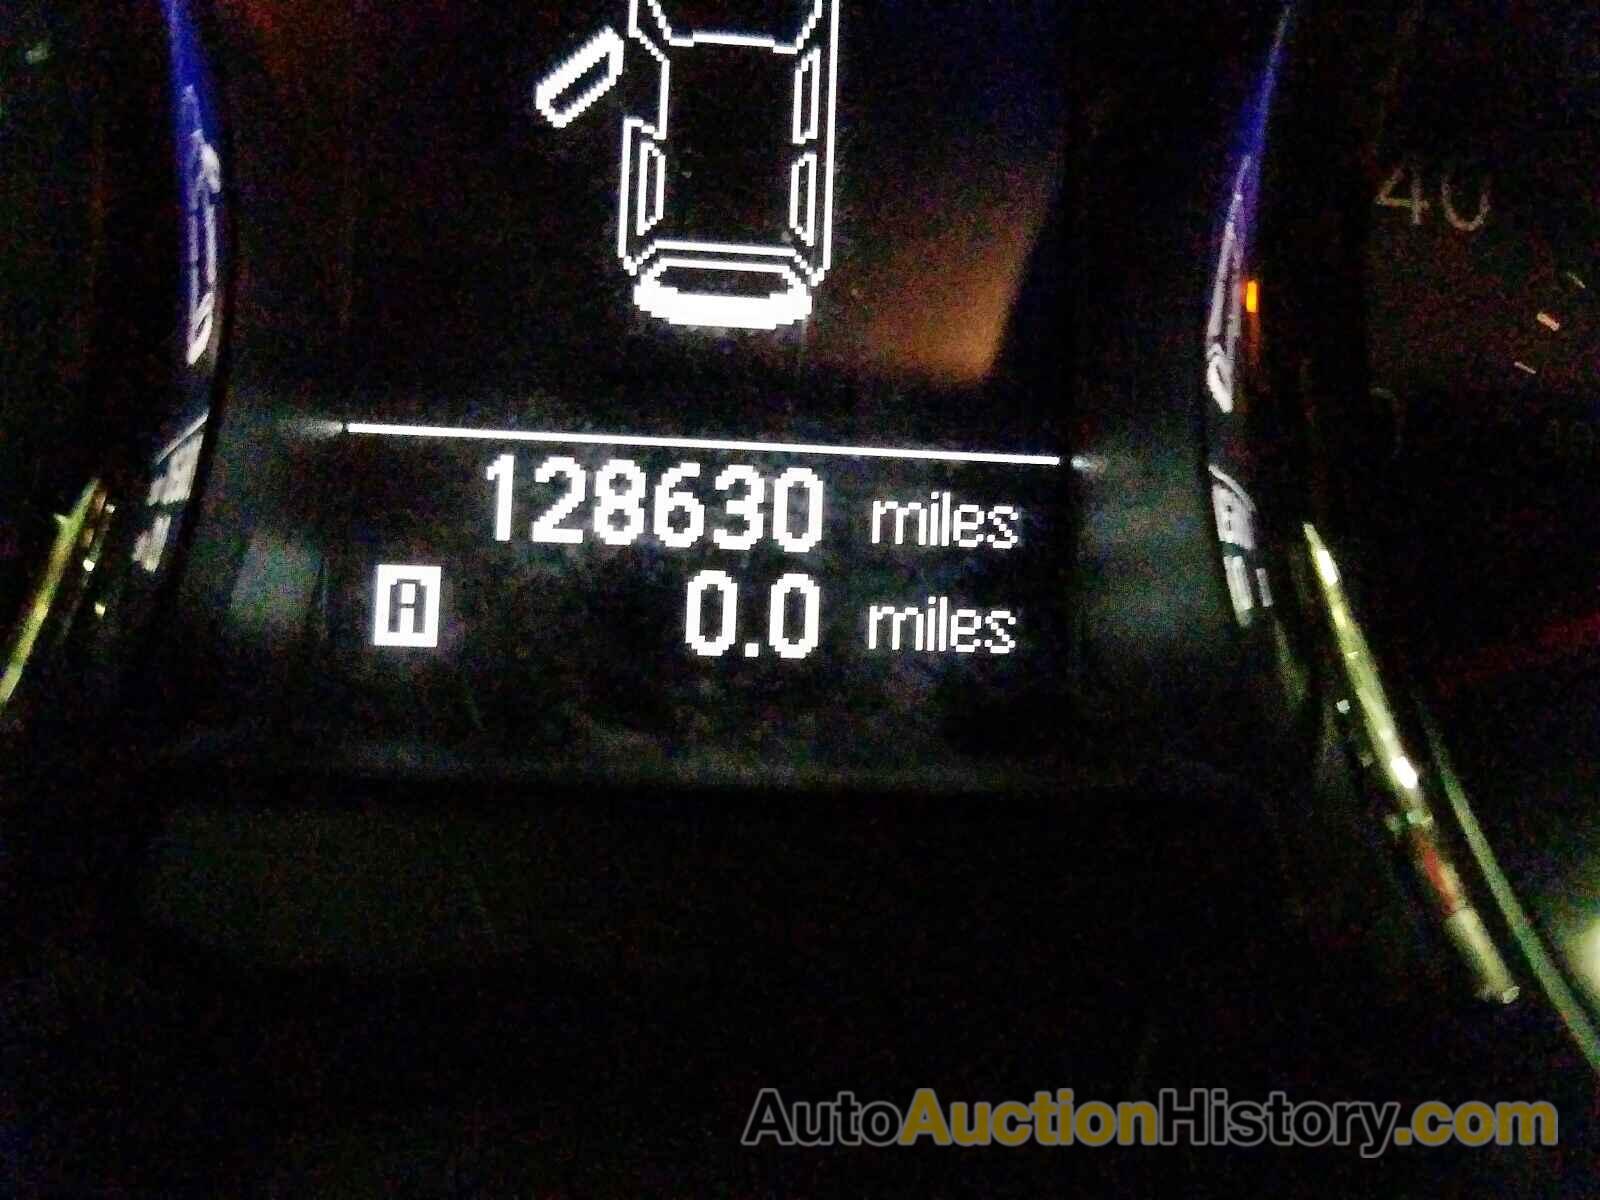 40
128630 miles
A 0.0 miles
AutoAuctionHistory.com